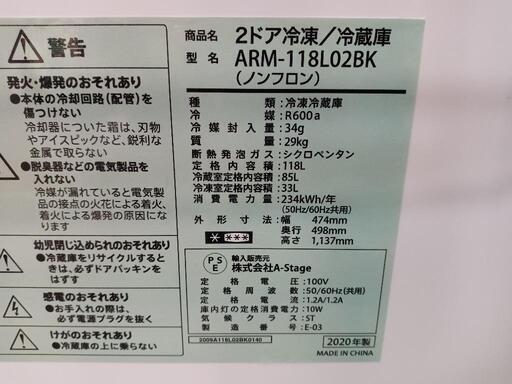 警告
発火・爆発のおそれあり
●本体の冷却回路（配管）を
傷つけない
冷却器についた霜は、刃物
やアイスピックなど、鋭利な
金属で取らない。
●脱臭器などの電気製品を
入れない
冷媒が漏れていると電気製
品の接点の火花による着火、
着火による爆発の原因に
なります。
幼児閉じ込められのおそれあり
●冷蔵庫をリサイクルするとき
は、必ずドアパッキンをは
ずす。
感電のおそれあり
●お手入れの際は、
必ず電源プラグを抜く
けがのおそれあり
●冷蔵庫の上に乗らない
商品名 2ドア冷凍/冷蔵庫
型名 ARM-118L02BK
（ノンフロン）
種類:冷凍冷蔵庫
冷媒:R600a
冷媒封入量:34g
質量:29kg
断熱発泡ガス:シクロペンタン
定格内容積:118L
冷蔵室定格内容積:85L
冷凍室定格内容積:33L
消費電力量:234kWh/年
(50Hz/60Hz共用)
外形寸法:幅 474mm
奥行 498mm
高さ 1,137mm
PSE
輸入販売元
株式会社A-Stage
定格電圧:100V
定格周波数:50/60Hz(共用)
定格電流:1.2A/1.2A
庫内灯の定格消費電力:10W
気候クラス:ST
製造番号:E-03
2009A118L02BK0140
2020年製
MADE IN CHINA